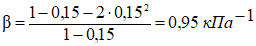 β = (1−0,15−2·0,15²)/(1−0,15) = 0,95 кПа⁻¹